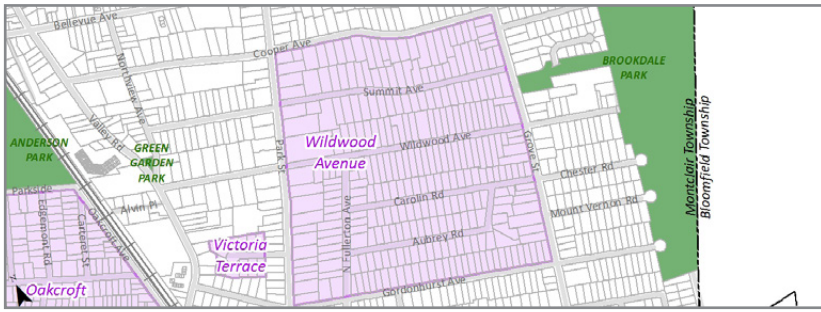 Bellevue Ave
Cooper Ave
Northview Ave
Valley Rd
Summit Ave
BROOKDALE
PARK
ANDERSON
PARK
GREEN
GARDEN
PARK
Park St
Wildwood
Avenue
Wildwood Ave
Grove St
Montclair Township
Bloomfield Township
Parkside
Alvin Pl
Chester Rd
Carolin Rd
Mount Vernon Rd
Edgemont Rd
Carteret St
Oakcroft Ave
Victoria
Terrace
N Fullerton Ave
Aubrey Rd
Oakcroft
Gordonhurst Ave